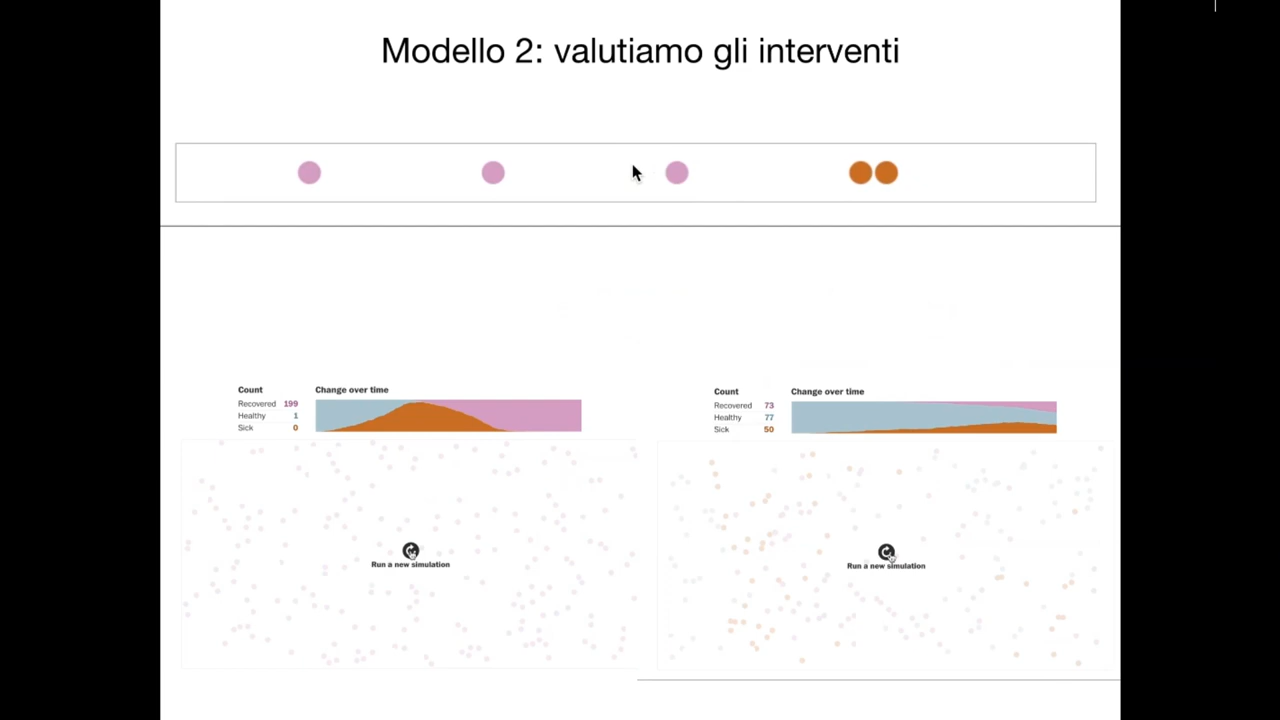 Modello 2: valutiamo gli interventi
Count
Change over time
Recovered 199
Healthy 1
Sick 0
Run a new simulation
Count
Change over time
Recovered 73
Healthy 77
Sick 50
Run a new simulation